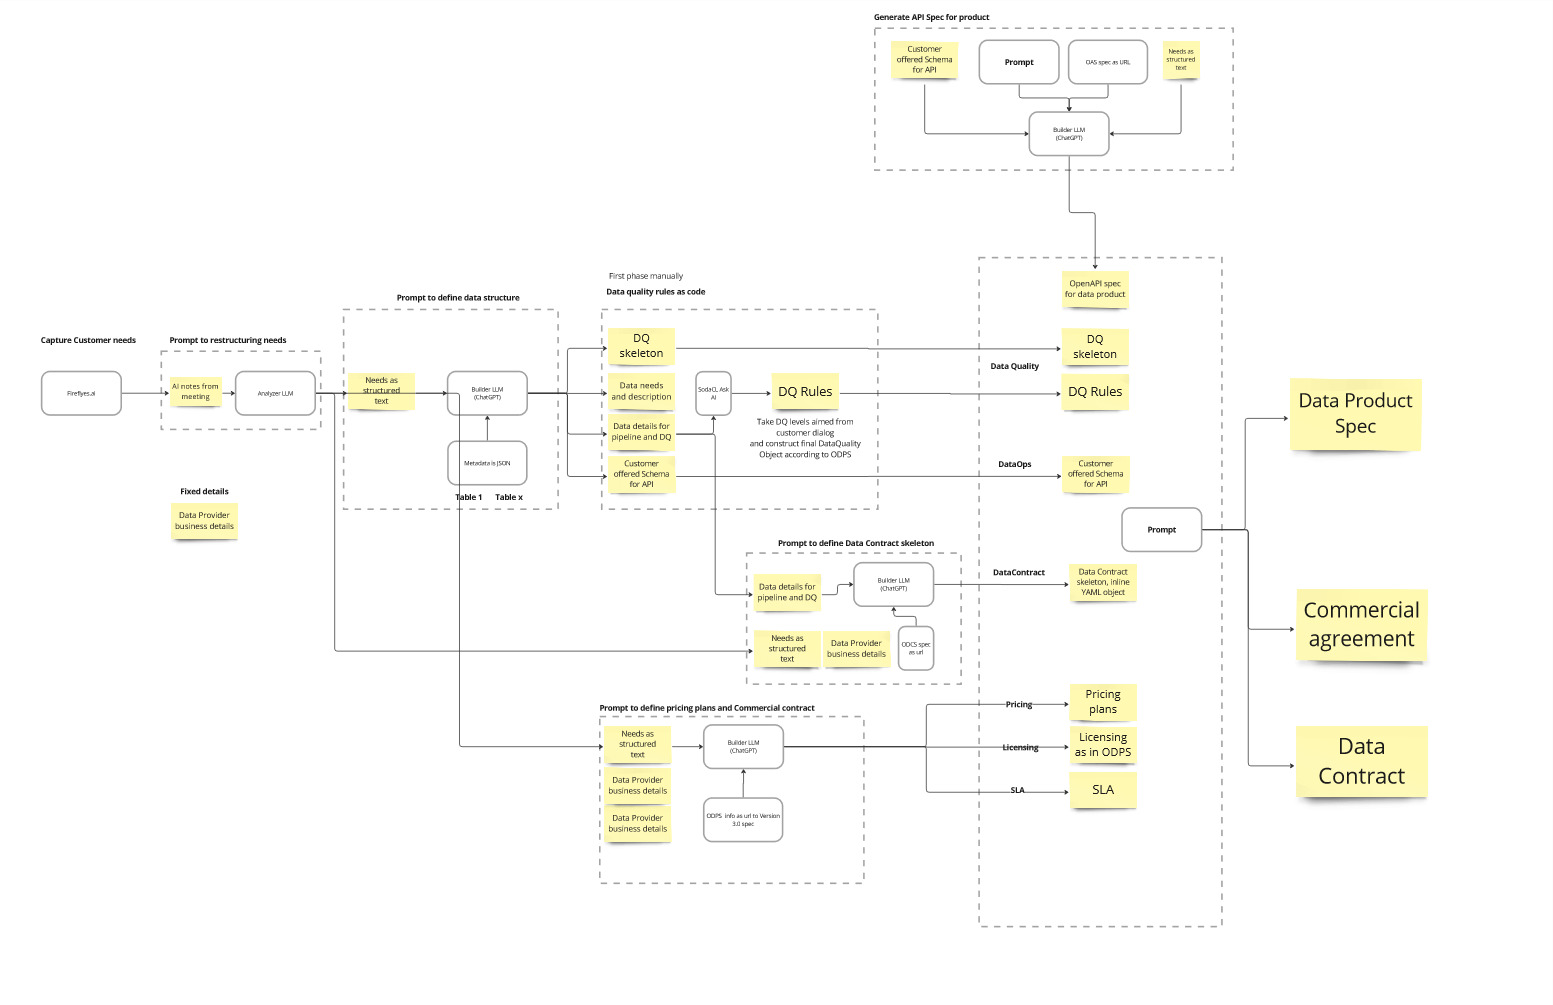 Generate API Spec for product
Customer
offered Schema
for API
Prompt
OAS spec as URL
Needs as
structured
text
Builder LLM
(ChatGPT)
Capture Customer needs
Fireflyes.ai
Prompt to restructuring needs
AI notes from
meeting
Analyzer LLM
Fixed details
Data Provider
business details
Prompt to define data structure
Needs as
structured
text
Builder LLM
(ChatGPT)
Metadata is JSON
Table 1
Table x
First phase manually
Data quality rules as code
DQ
skeleton
Data needs
and description
Data details for
pipeline and DQ
Customer
offered Schema
for API
SodaCL Ask
AI
DQ Rules
Take DQ levels aimed from
customer dialog
and construct final DataQuality
Object according to ODPS
Prompt to define Data Contract skeleton
Data details for
pipeline and DQ
Builder LLM
(ChatGPT)
Needs as
structured
text
Data Provider
business details
ODCS spec
as url
Prompt to define pricing plans and Commercial contract
Needs as
structured
text
Builder LLM
(ChatGPT)
Data Provider
business details
Data Provider
business details
ODPS info as url to Version
3.0 spec
OpenAPI spec
for data product
DQ
skeleton
Data Quality
DQ Rules
DataOps
Customer
offered Schema
for API
Prompt
DataContract
Data Contract
skeleton, inline
YAML object
Pricing
Pricing
plans
Licensing
Licensing
as in ODPS
SLA
SLA
Data Product
Spec
Commercial
agreement
Data
Contract